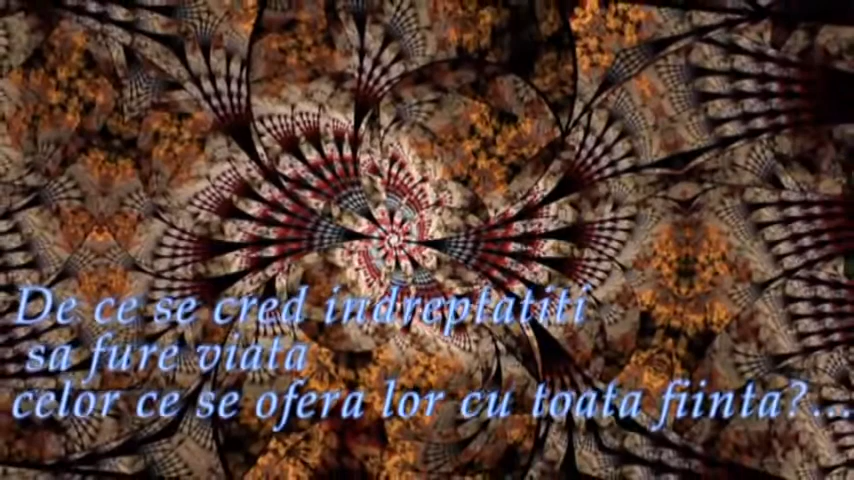 De ce se cred indreptatiti
sa fure viata
celor ce se ofera lor cu toata fiinta?...